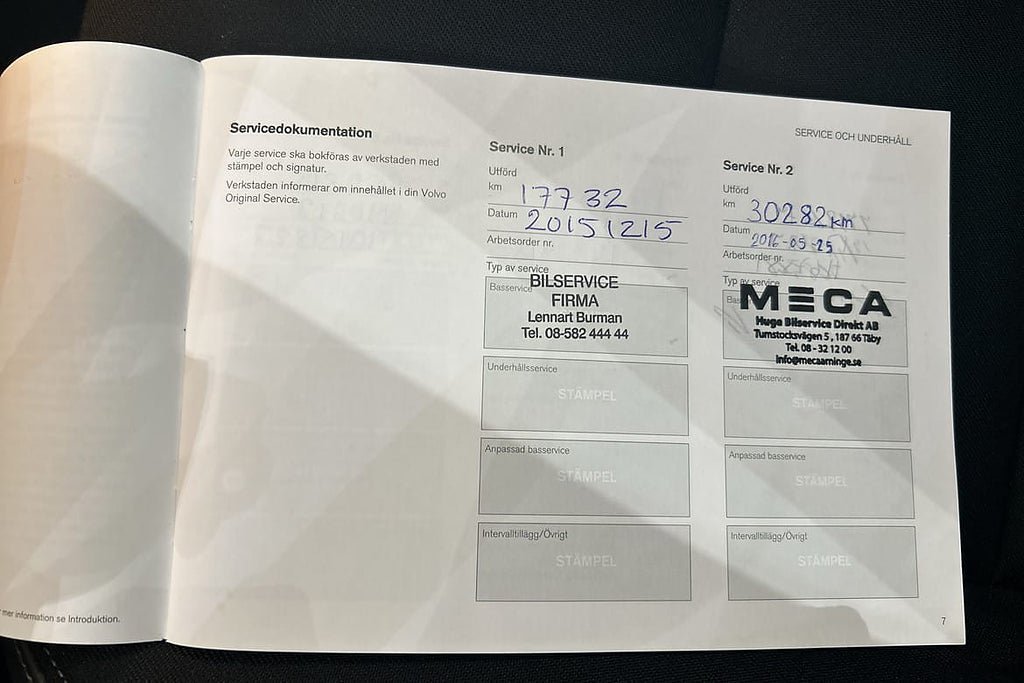 mer information se Introduktion.
Servicedokumentation
Varje service ska bokföras av verkstaden med
stämpel och signatur.
Verkstaden informerar om innehållet i din Volvo
Original Service.
SERVICE OCH UNDERHÅLL
Service Nr. 1
Utförd
km 17732
Datum 20151215
Arbetsorder nr.
Typ av service
Basservice
BILSERVICE
FIRMA
Lennart Burman
Tel. 08-582 444 44
Underhållsservice
STÄMPEL
Anpassad basservice
STÄMPEL
Intervalltillägg/Övrigt
STÄMPEL
Service Nr. 2
Utförd
km 30282km
Datum 2016-05-25
Arbetsorder nr.
Typ av service
MECA
Huge Bilservice Direkt AB
Tumstocksvägen 5, 187 66 Täby
Tel. 08 - 32 12 00
info@mecaarninge.se
Underhållsservice
STÄMPEL
Anpassad basservice
STÄMPEL
Intervalltillägg/Övrigt
STÄMPEL
7